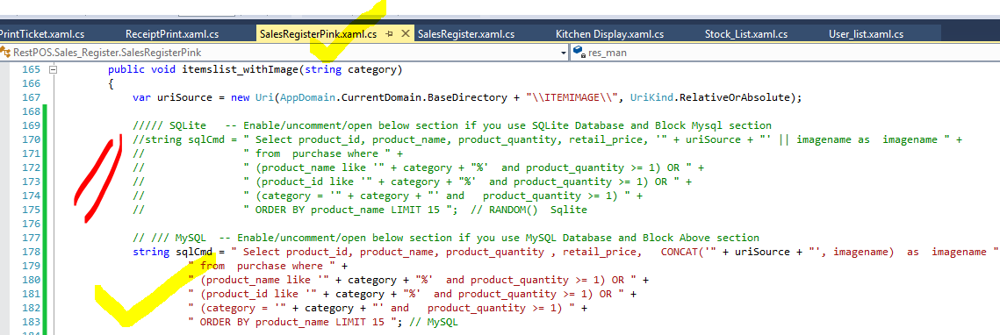 PrintTicket.xaml.cs ReceiptPrint.xaml.cs SalesRegisterPink.xaml.cs SalesRegister.xaml.cs Kitchen Display.xaml.cs Stock_List.xaml.cs User_list.xaml.cs
RestPOS.Sales_Register.SalesRegisterPink res_man
165 public void itemslist_withImage(string category)
166 {
167 var uriSource = new Uri(AppDomain.CurrentDomain.BaseDirectory + "\\ITEMIMAGE\\", UriKind.RelativeOrAbsolute);
168
169 ///// SQLite -- Enable/uncomment/open below section if you use SQLite Database and Block Mysql section
170 //string sqlCmd = " Select product_id, product_name, product_quantity, retail_price, '" + uriSource + "' || imagename as imagename " +
171 // " from purchase where " +
172 // " (product_name like '" + category + "%' and product_quantity >= 1) OR " +
173 // " (product_id like '" + category + "%' and product_quantity >= 1) OR " +
174 // " (category = '" + category + "' and product_quantity >= 1) " +
175 // " ORDER BY product_name LIMIT 15 "; // RANDOM() Sqlite
176
177 // /// MySQL -- Enable/uncomment/open below section if you use MySQL Database and Block Above section
178 string sqlCmd = " Select product_id, product_name, product_quantity , retail_price, CONCAT('" + uriSource + "', imagename) as imagename "
179 " from purchase where " +
180 " (product_name like '" + category + "%' and product_quantity >= 1) OR " +
181 " (product_id like '" + category + "%' and product_quantity >= 1) OR " +
182 " (category = '" + category + "' and product_quantity >= 1) " +
183 " ORDER BY product_name LIMIT 15 "; // MySQL
184